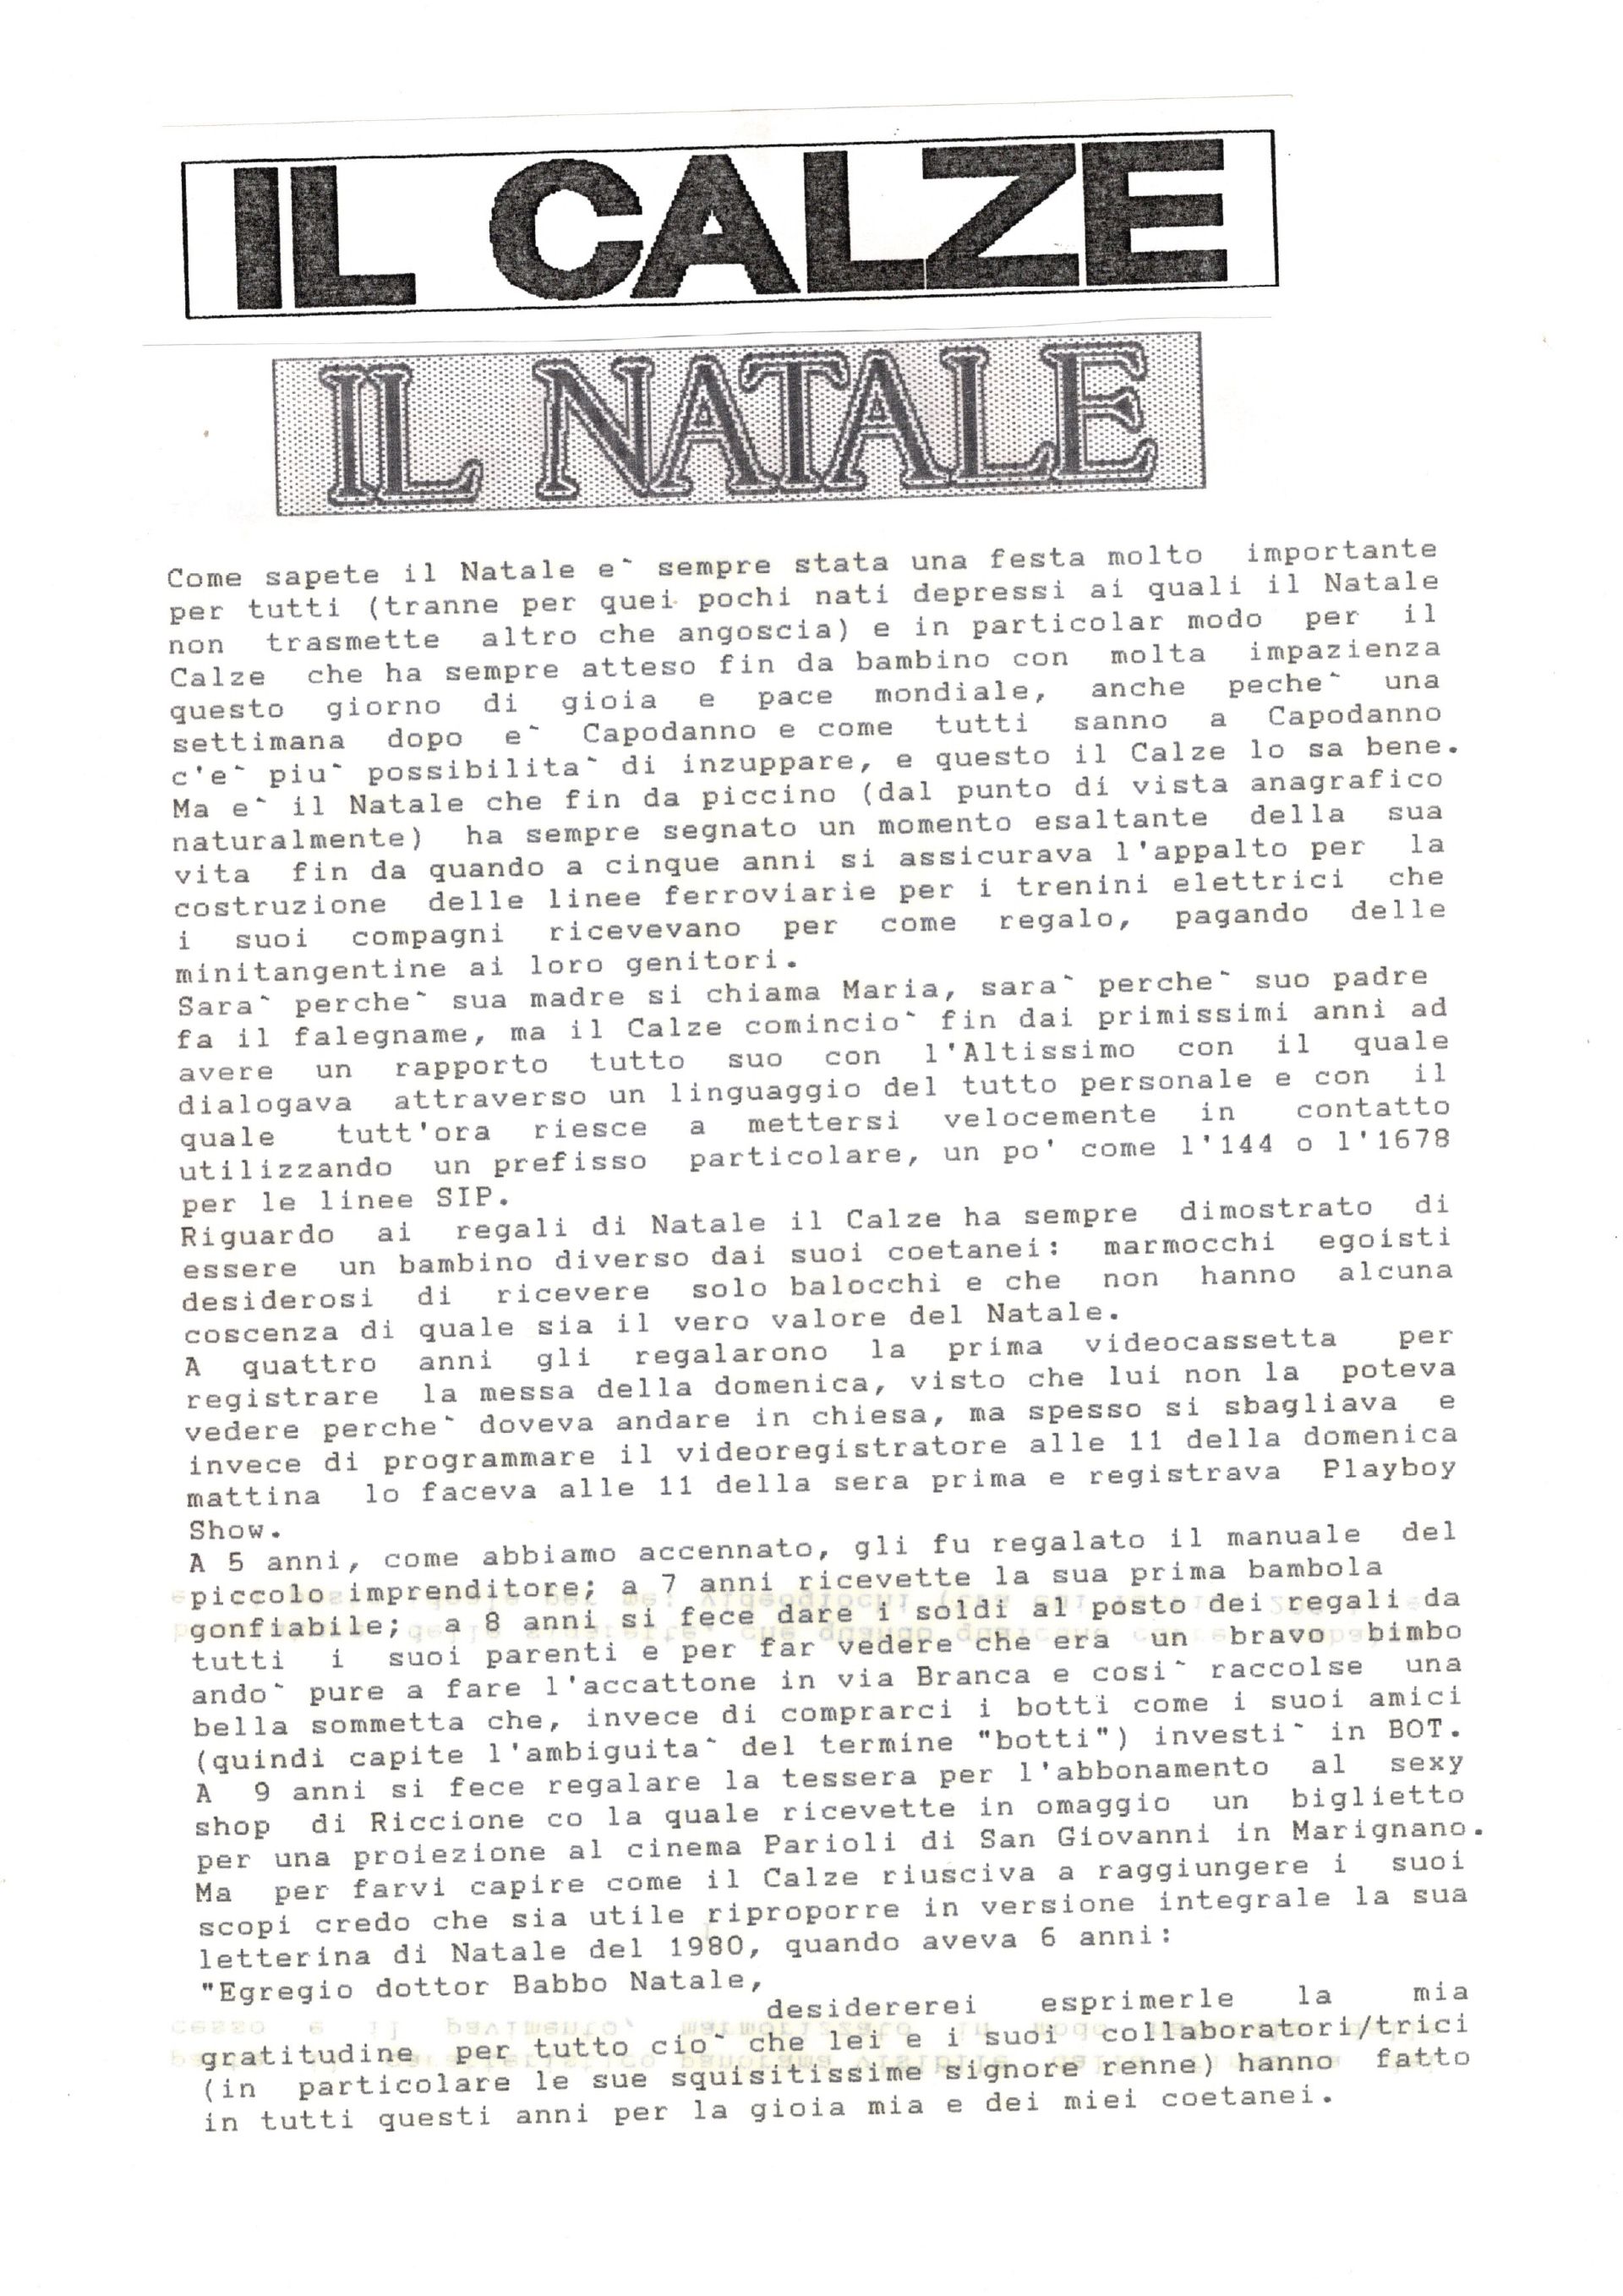 IL CALZE
IL NATALE
Come sapete il Natale e` sempre stata una festa molto importante
per tutti (tranne per quei pochi nati depressi ai quali il Natale
non trasmette altro che angoscia) e in particolar modo per il
Calze che ha sempre atteso fin da bambino con molta impazienza
questo giorno di gioia e pace mondiale, anche peche` una
settimana dopo e` Capodanno e come tutti sanno a Capodanno
c'e` piu` possibilita` di inzuppare, e questo il Calze lo sa bene.
Ma e` il Natale che fin da piccino (dal punto di vista anagrafico
naturalmente) ha sempre segnato un momento esaltante della sua
vita fin da quando a cinque anni si assicurava l'appalto per la
costruzione delle linee ferroviarie per i trenini elettrici che
i suoi compagni ricevevano per come regalo, pagando delle
minitangentine ai loro genitori.
Sara` perche` sua madre si chiama Maria, sara` perche` suo padre
fa il falegname, ma il Calze comincio` fin dai primissimi anni ad
avere un rapporto tutto suo con l'Altissimo con il quale
dialogava attraverso un linguaggio del tutto personale e con il
quale tutt'ora riesce a mettersi velocemente in contatto
utilizzando un prefisso particolare, un po' come l'144 o l'1678
per le linee SIP.
Riguardo ai regali di Natale il Calze ha sempre dimostrato di
essere un bambino diverso dai suoi coetanei: marmocchi egoisti
desiderosi di ricevere solo balocchi e che non hanno alcuna
coscenza di quale sia il vero valore del Natale.
A quattro anni gli regalarono la prima videocassetta per
registrare la messa della domenica, visto che lui non la poteva
vedere perche` doveva andare in chiesa, ma spesso si sbagliava e
invece di programmare il videoregistratore alle 11 della domenica
mattina lo faceva alle 11 della sera prima e registrava Playboy
Show.
A 5 anni, come abbiamo accennato, gli fu regalato il manuale del
piccolo imprenditore; a 7 anni ricevette la sua prima bambola
gonfiabile; a 8 anni si fece dare i soldi al posto dei regali da
tutti i suoi parenti e per far vedere che era un bravo bimbo
ando` pure a fare l'accattone in via Branca e cosi` raccolse una
bella sommetta che, invece di comprarci i botti come i suoi amici
(quindi capite l'ambiguita` del termine "botti") investi` in BOT.
A 9 anni si fece regalare la tessera per l'abbonamento al sexy
shop di Riccione co la quale ricevette in omaggio un biglietto
per una proiezione al cinema Parioli di San Giovanni in Marignano.
Ma per farvi capire come il Calze riusciva a raggiungere i suoi
scopi credo che sia utile riproporre in versione integrale la sua
letterina di Natale del 1980, quando aveva 6 anni:
"Egregio dottor Babbo Natale,
desidererei esprimerle la mia
gratitudine per tutto cio` che lei e i suoi collaboratori/trici
(in particolare le sue squisitissime signore renne) hanno fatto
in tutti questi anni per la gioia mia e dei miei coetanei.